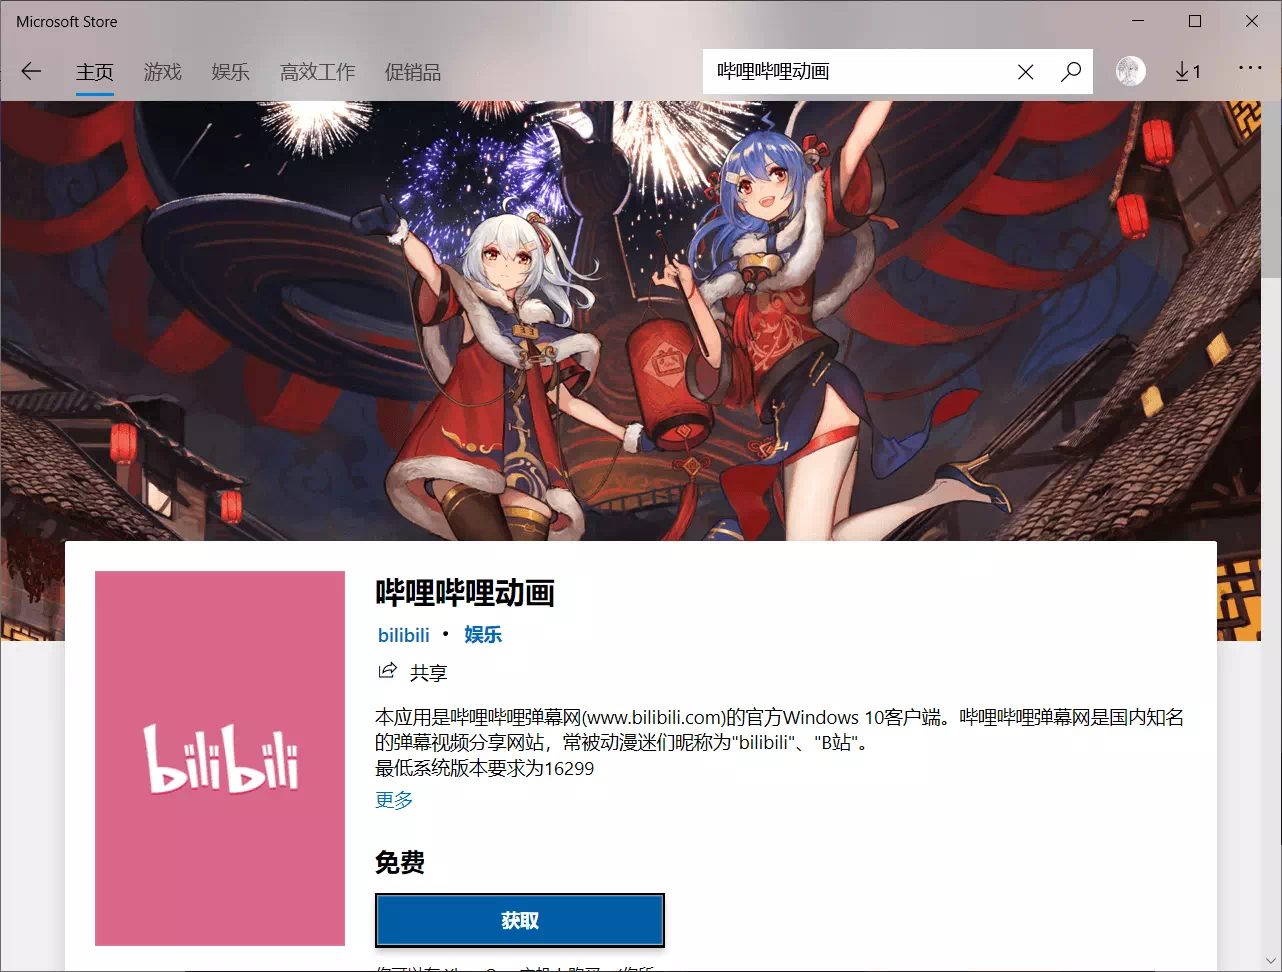 Microsoft Store
主页 游戏 娱乐 高效工作 促销品 哔哩哔哩动画 1
哔哩哔哩动画
bilibili • 娱乐
共享
bilibili
本应用是哔哩哔哩弹幕网(www.bilibili.com)的官方Windows 10客户端。哔哩哔哩弹幕网是国内知名
的弹幕视频分享网站，常被动漫迷们昵称为"bilibili"、"B站"。
最低系统版本要求为16299
更多
免费
获取